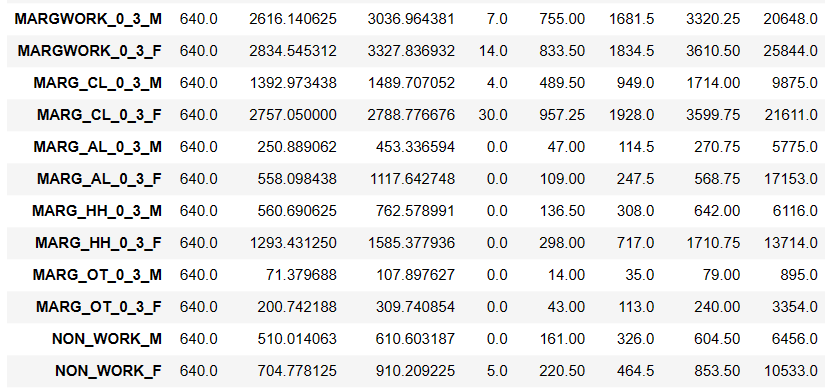 MARGWORK_0_3_M 640.0 2616.140625 3036.964381 7.0 755.00 1681.5 3320.25 20648.0
MARGWORK_0_3_F 640.0 2834.545312 3327.836932 14.0 833.50 1834.5 3610.50 25844.0
MARG_CL_0_3_M 640.0 1392.973438 1489.707052 4.0 489.50 949.0 1714.00 9875.0
MARG_CL_0_3_F 640.0 2757.050000 2788.776676 30.0 957.25 1928.0 3599.75 21611.0
MARG_AL_0_3_M 640.0 250.889062 453.336594 0.0 47.00 114.5 270.75 5775.0
MARG_AL_0_3_F 640.0 558.098438 1117.642748 0.0 109.00 247.5 568.75 17153.0
MARG_HH_0_3_M 640.0 560.690625 762.578991 0.0 136.50 308.0 642.00 6116.0
MARG_HH_0_3_F 640.0 1293.431250 1585.377936 0.0 298.00 717.0 1710.75 13714.0
MARG_OT_0_3_M 640.0 71.379688 107.897627 0.0 14.00 35.0 79.00 895.0
MARG_OT_0_3_F 640.0 200.742188 309.740854 0.0 43.00 113.0 240.00 3354.0
NON_WORK_M 640.0 510.014063 610.603187 0.0 161.00 326.0 604.50 6456.0
NON_WORK_F 640.0 704.778125 910.209225 5.0 220.50 464.5 853.50 10533.0